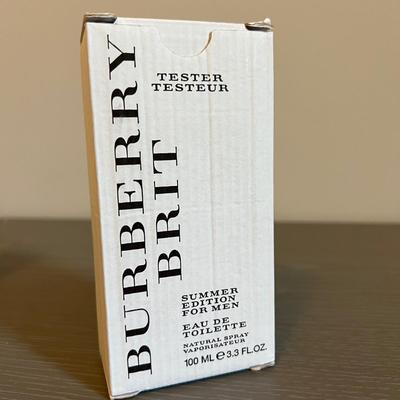 TESTER
TESTEUR
BURBERRY
BRIT
SUMMER
EDITION
FOR MEN
EAU DE
TOILETTE
NATURAL SPRAY
VAPORISATEUR
100 ML ℮ 3.3 FL.OZ.